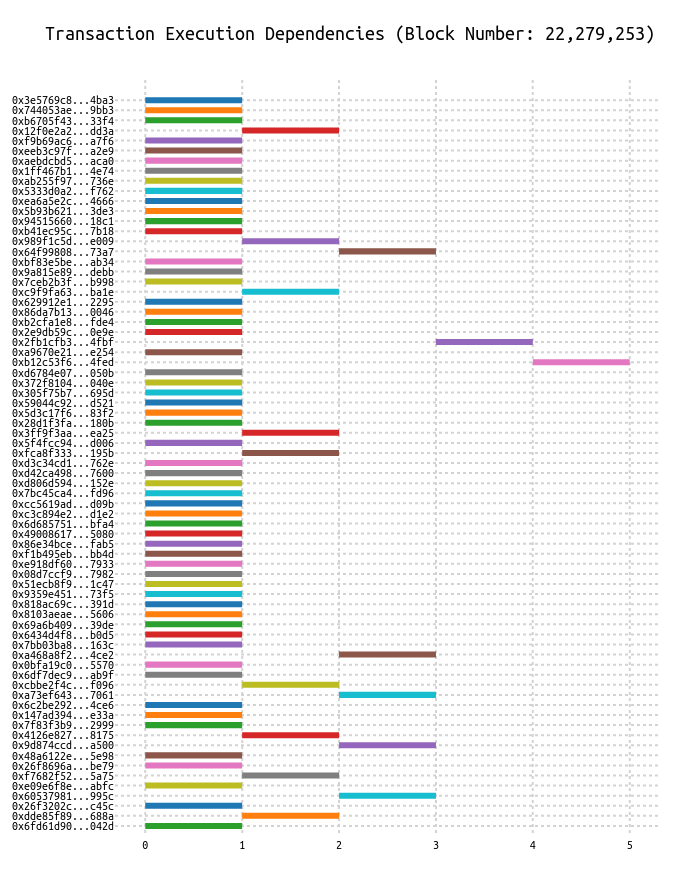 Transaction Execution Dependencies (Block Number: 22,279,253)
0x3e5769c8...4ba3
0x744053ae...9bb3
0xb6705f43...33f4
0x12f0e2a2...dd3a
0xf9b69ac6...a7f6
0xeeb3c97f...a2e9
0xaebdcbd5...aca0
0x1ff467b1...4e74
0xab255f97...736e
0x5333d0a2...f762
0xea6a5e2c...4666
0x5b93b621...3de3
0x94515660...18c1
0xb41ec95c...7b18
0x989f1c5d...e009
0x64f99808...73a7
0xbf83e5be...ab34
0x9a815e89...debb
0x7ceb2b3f...b998
0xc9f9fa63...ba1e
0x629912e1...2295
0x86da7b13...0046
0xb2cfa1e8...fde4
0x2e9db59c...0e9e
0x2fb1cfb3...4fbf
0xa9670e21...e254
0xb12c53f6...4fed
0xd6784e07...050b
0x372f8104...040e
0x305f75b7...695d
0x59044c92...d521
0x5d3c17f6...83f2
0x28d1f3fa...180b
0x3ff9f3aa...ea25
0x5f4fcc94...d006
0xfca8f333...195b
0xd3c34cd1...762e
0xd42ca498...7600
0xd806d594...152e
0x7bc45ca4...fd96
0xcc5619ad...d09b
0xc3c894e2...d1e2
0x6d685751...bfa4
0x49008617...5080
0x86e34bce...fab5
0xf1b495eb...bb4d
0xe918df60...7933
0x08d7ccf9...7982
0x51ecb8f9...1c47
0x9359e451...73f5
0x818ac69c...391d
0x8103aeae...5606
0x69a6b409...39de
0x6434d4f8...b0d5
0x7bb03ba8...163c
0xa468a8f2...4ce2
0x0bfa19c0...5570
0x6df7dec9...ab9f
0xcbbe2f4c...f096
0xa73ef643...7061
0x6c2be292...4ce6
0x147ad394...e33a
0x7f83f3b9...2999
0x4126e827...8175
0x9d874ccd...a500
0x48a6122e...5e98
0x26f8696a...be79
0xf7682f52...5a75
0xe09e6f8e...abfc
0x60537981...995c
0x26f3202c...c45c
0xdde85f89...688a
0x6fd61d90...042d
0 1 2 3 4 5